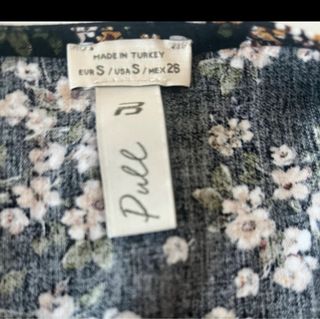 MADE IN TURKEY
EUR S / USA S / MEX 26
Pull